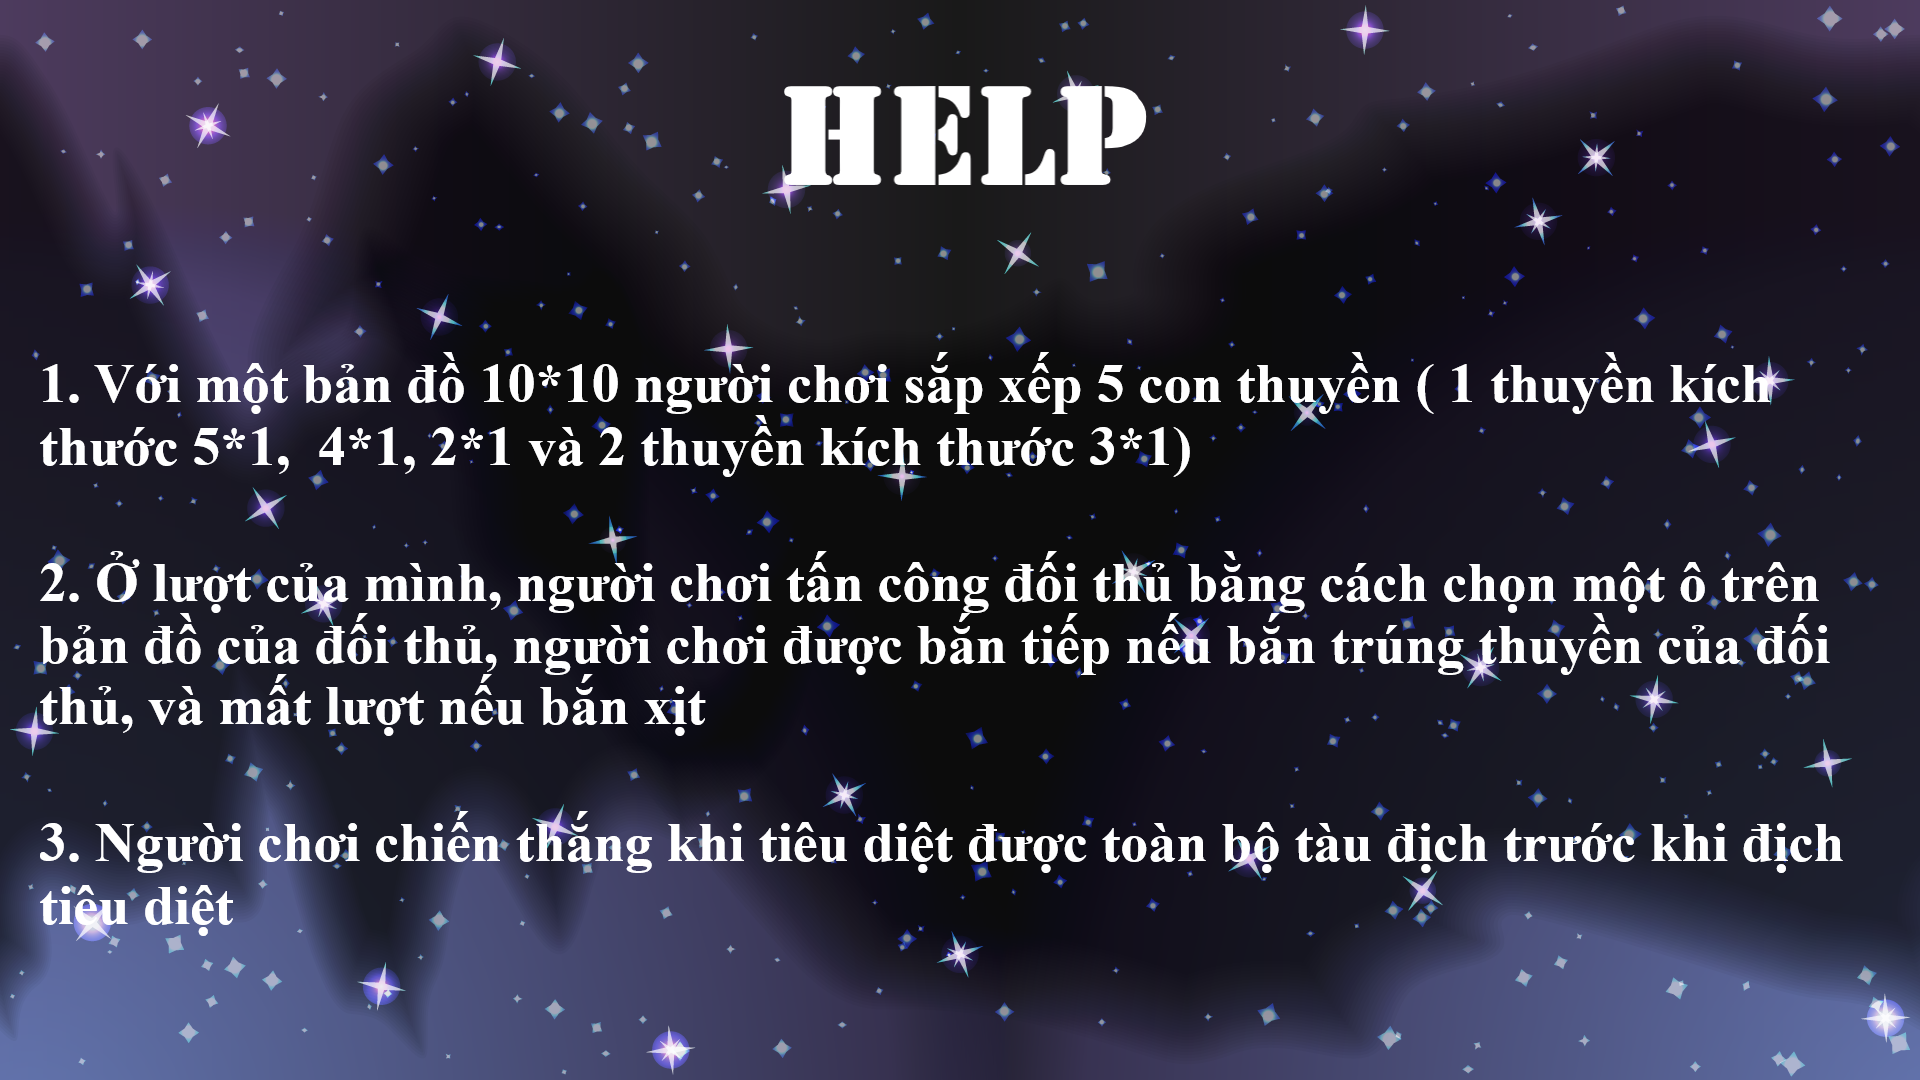 HELP
1. Với một bản đồ 10*10 người chơi sắp xếp 5 con thuyền ( 1 thuyền kích
thước 5*1,  4*1, 2*1 và 2 thuyền kích thước 3*1)
2. Ở lượt của mình, người chơi tấn công đối thủ bằng cách chọn một ô trên
bản đồ của đối thủ, người chơi được bắn tiếp nếu bắn trúng thuyền của đối
thủ, và mất lượt nếu bắn xịt
3. Người chơi chiến thắng khi tiêu diệt được toàn bộ tàu địch trước khi địch
tiêu diệt